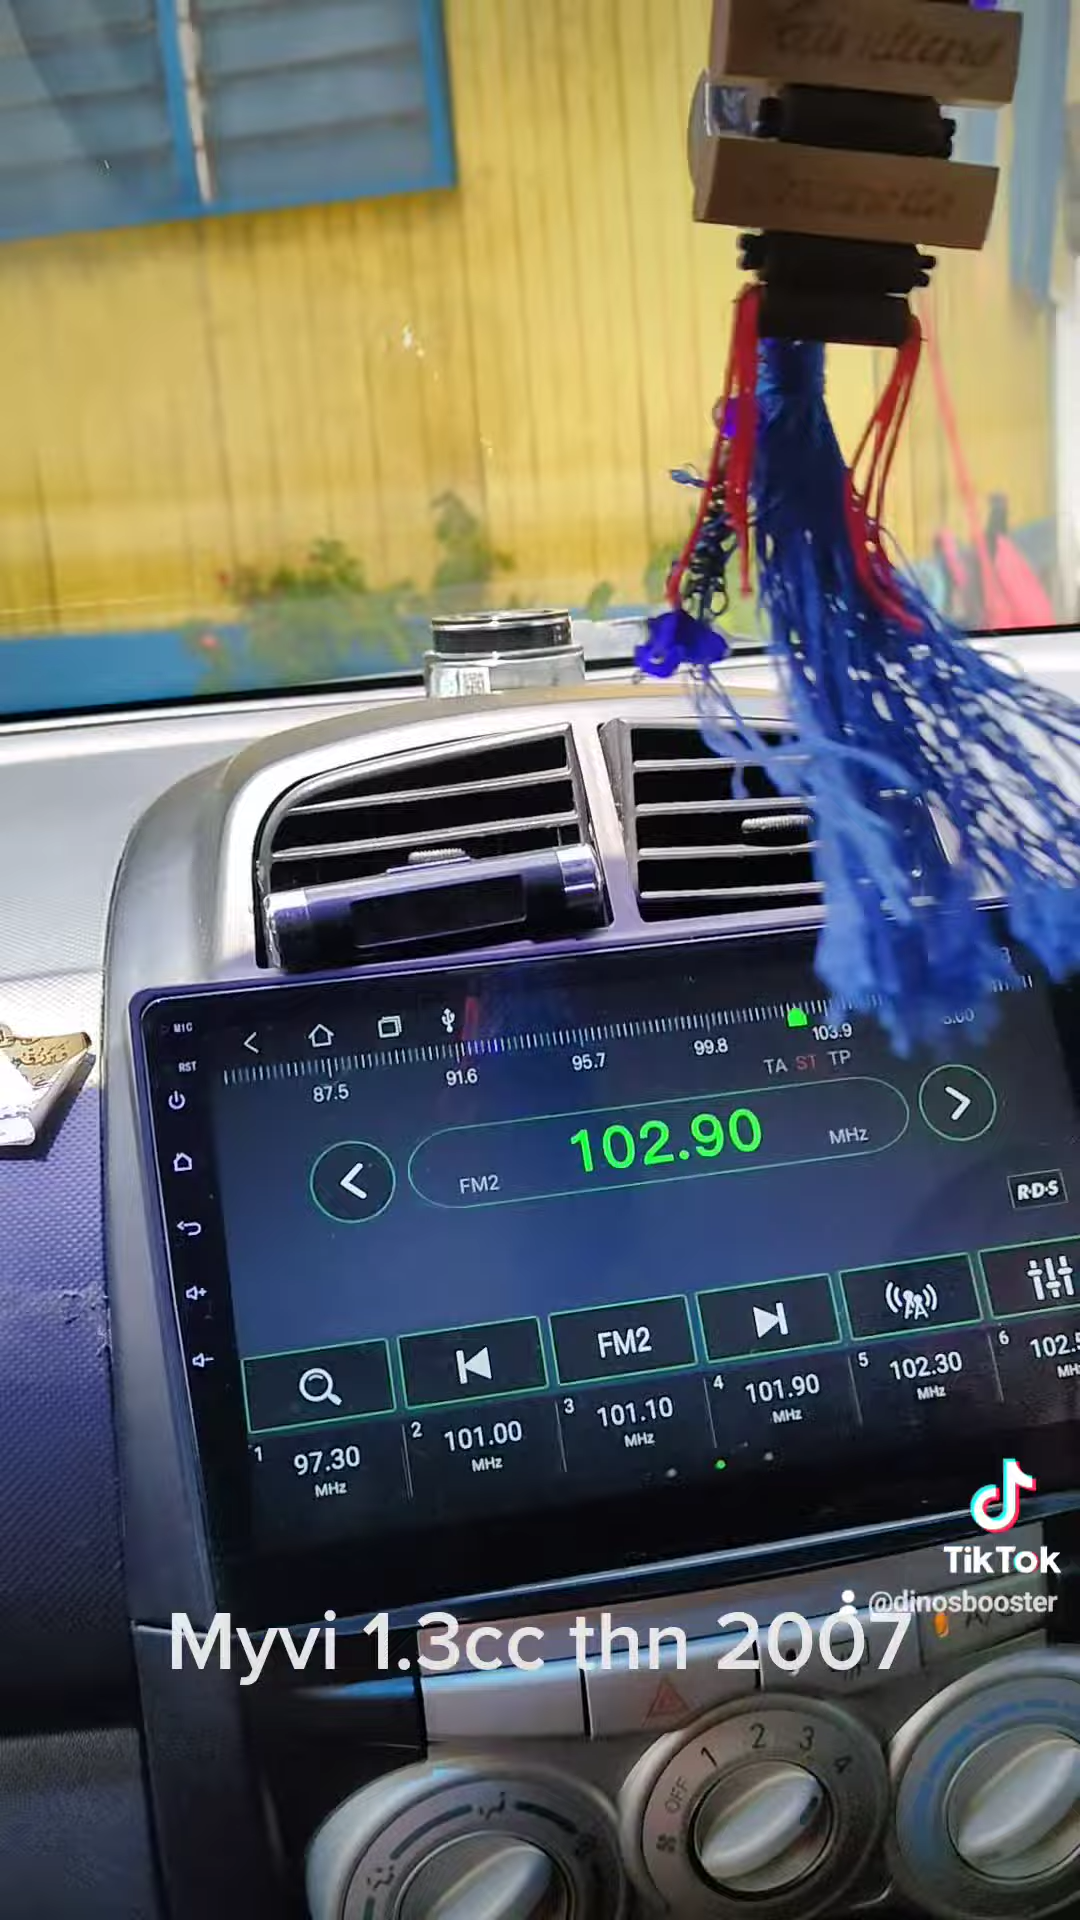 MIC
RST
87.5
91.6
95.7
99.8
103.9
TA ST TP
FM2
102.90
MHz
R·D·S
FM2
1 97.30 MHz
2 101.00 MHz
3 101.10 MHz
4 101.90 MHz
5 102.30 MHz
6 102.5
TikTok
@dinosbooster
Myvi 1.3cc thn 2007
OFF 1 2 3 4